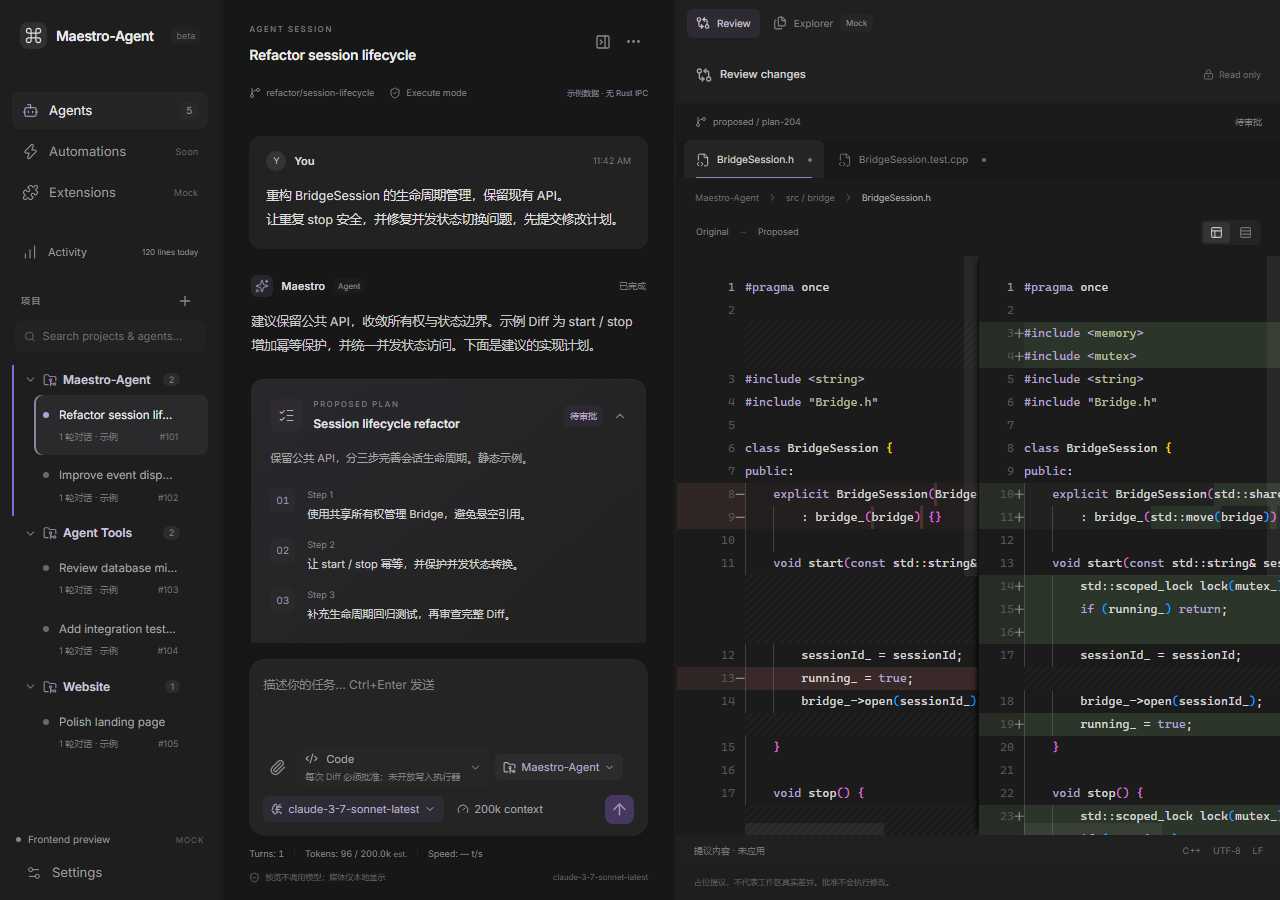 Maestro-Agent beta
Agents 5
Automations Soon
Extensions Mock
Activity 120 lines today
项目
Search projects & agents...
Maestro-Agent 2
Refactor session lif...
1 轮对话 · 示例 #101
Improve event disp...
1 轮对话 · 示例 #102
Agent Tools 2
Review database mi...
1 轮对话 · 示例 #103
Add integration test...
1 轮对话 · 示例 #104
Website 1
Polish landing page
1 轮对话 · 示例 #105
Frontend preview MOCK
Settings
AGENT SESSION
Refactor session lifecycle
refactor/session-lifecycle Execute mode 示例数据 · 无 Rust IPC
Y You 11:42 AM
重构 BridgeSession 的生命周期管理，保留现有 API。
让重复 stop 安全，并修复并发状态切换问题，先提交修改计划。
Maestro Agent 已完成
建议保留公共 API，收敛所有权与状态边界。示例 Diff 为 start / stop
增加幂等保护，并统一并发状态访问。下面是建议的实现计划。
PROPOSED PLAN
Session lifecycle refactor 待审批
保留公共 API，分三步完善会话生命周期。静态示例。
01 Step 1
使用共享所有权管理 Bridge，避免悬空引用。
02 Step 2
让 start / stop 幂等，并保护并发状态转换。
03 Step 3
补充生命周期回归测试，再审查完整 Diff。
描述你的任务... Ctrl+Enter 发送
Code
每次 Diff 必须批准；未开放写入执行器
Maestro-Agent
claude-3-7-sonnet-latest 200k context
Turns: 1 Tokens: 96 / 200.0k est. Speed: — t/s
预览不调用模型；媒体仅本地显示 claude-3-7-sonnet-latest
Review Explorer Mock
Review changes Read only
proposed / plan-204 待审批
BridgeSession.h • BridgeSession.test.cpp •
Maestro-Agent > src / bridge > BridgeSession.h
Original → Proposed
1 #pragma once
2
3 #include <string>
4 #include "Bridge.h"
5
6 class BridgeSession {
7 public:
8− explicit BridgeSession(Bridge
9− : bridge_(bridge) {}
10
11 void start(const std::string&
12 sessionId_ = sessionId;
13− running_ = true;
14 bridge_->open(sessionId_)
15 }
16
17 void stop() {
1 #pragma once
2
3+ #include <memory>
4+ #include <mutex>
5 #include <string>
6 #include "Bridge.h"
7
8 class BridgeSession {
9 public:
10+ explicit BridgeSession(std::share
11+ : bridge_(std::move(bridge))
12
13 void start(const std::string& ses
14+ std::scoped_lock lock(mutex_)
15+ if (running_) return;
16+
17 sessionId_ = sessionId;
18 bridge_->open(sessionId_);
19+ running_ = true;
20 }
21
22 void stop() {
23+ std::scoped_lock lock(mutex_)
提议内容 · 未应用 C++ UTF-8 LF
占位提议，不代表工作区真实差异。批准不会执行修改。